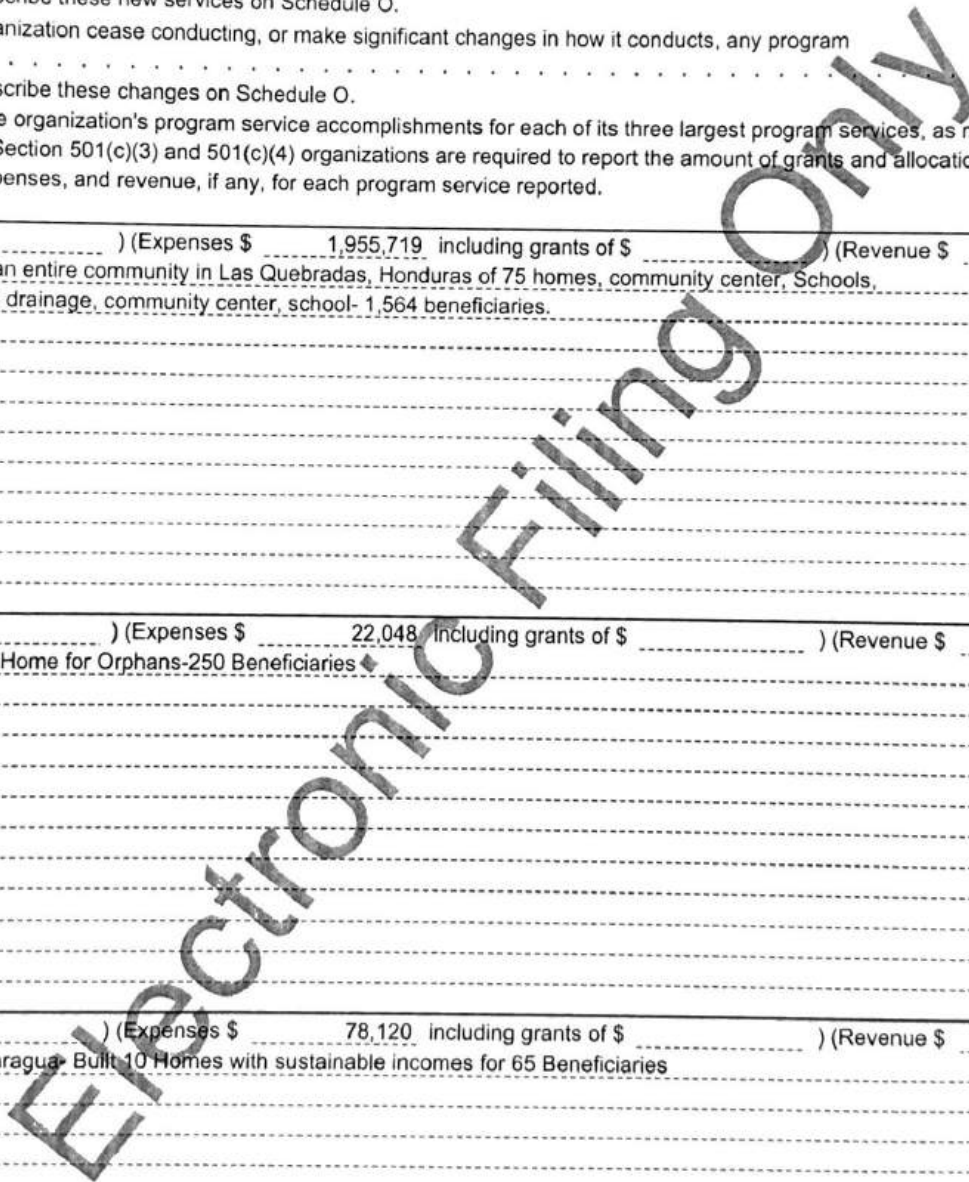 cribe these new services on Schedule O.
anization cease conducting, or make significant changes in how it conducts, any program
scribe these changes on Schedule O.
e organization's program service accomplishments for each of its three largest program services, as m
Section 501(c)(3) and 501(c)(4) organizations are required to report the amount of grants and allocatio
penses, and revenue, if any, for each program service reported.
) (Expenses $ 1,955,719 including grants of $ ) (Revenue $
an entire community in Las Quebradas, Honduras of 75 homes, community center, Schools,
drainage, community center, school- 1,564 beneficiaries.
) (Expenses $ 22,048 including grants of $ ) (Revenue $
Home for Orphans-250 Beneficiaries
) (Expenses $ 78,120 including grants of $ ) (Revenue $
aragua- Built 10 Homes with sustainable incomes for 65 Beneficiaries
Electronic Filing Only